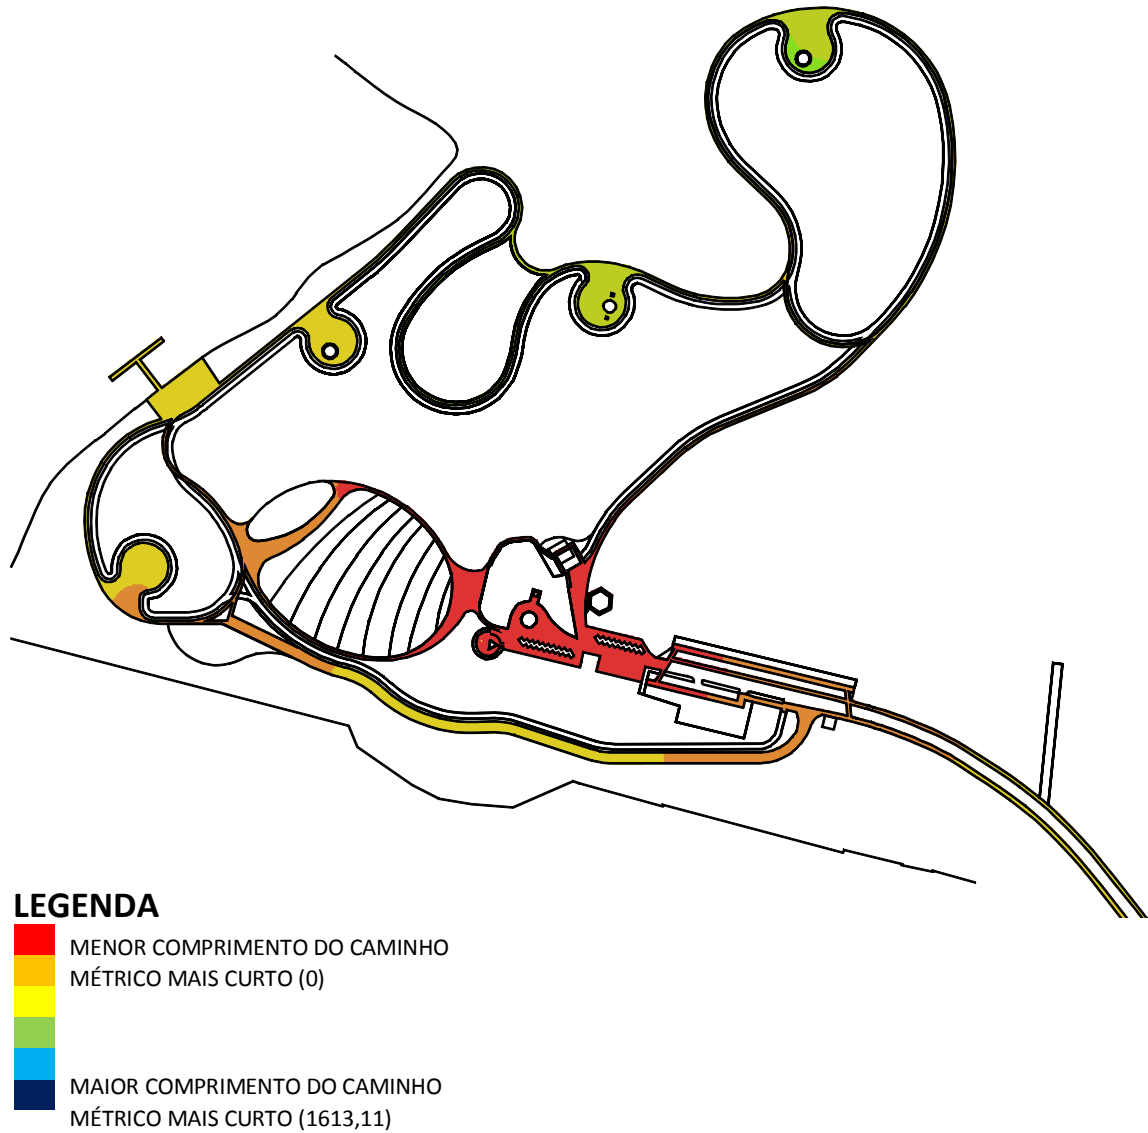 LEGENDA
MENOR COMPRIMENTO DO CAMINHO
MÉTRICO MAIS CURTO (0)
MAIOR COMPRIMENTO DO CAMINHO
MÉTRICO MAIS CURTO (1613,11)